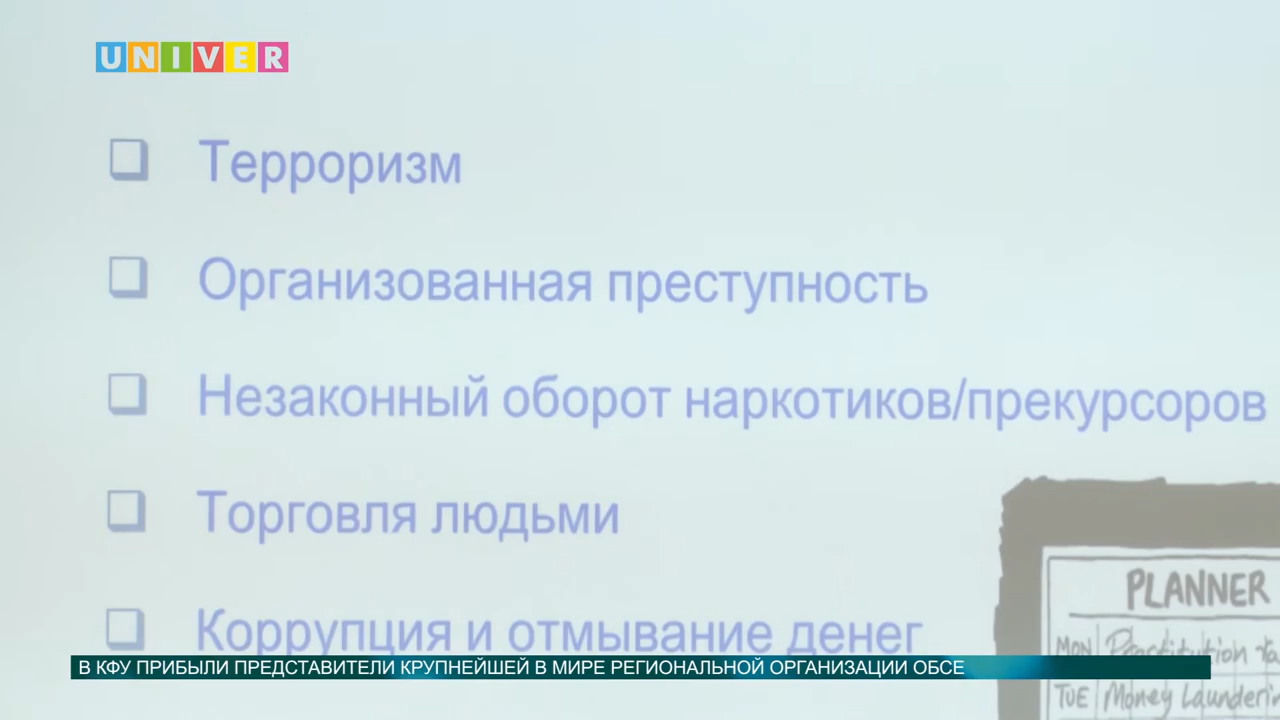 UNIVER
Терроризм
Организованная преступность
Незаконный оборот наркотиков/прекурсоров
Торговля людьми
Коррупция и отмывание денег
PLANNER
MON Prostitution
TUE Money
В КФУ ПРИБЫЛИ ПРЕДСТАВИТЕЛИ КРУПНЕЙШЕЙ В МИРЕ РЕГИОНАЛЬНОЙ ОРГАНИЗАЦИИ ОБСЕ